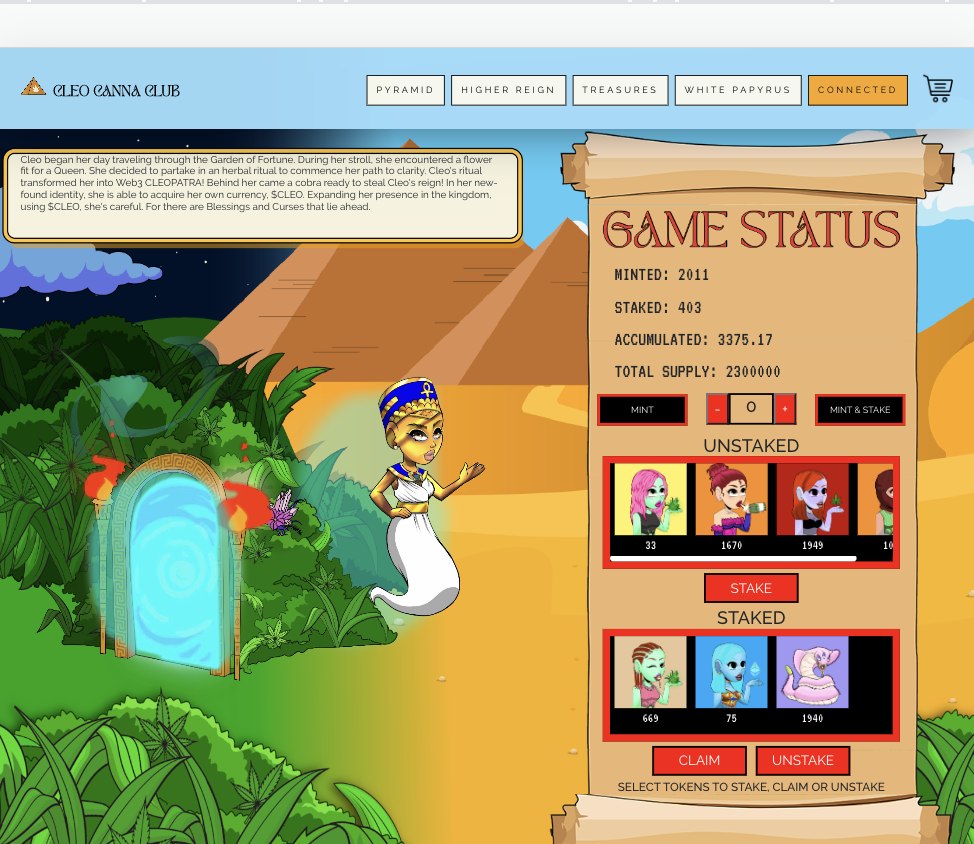 CLEO CANNA CLUB
PYRAMID
HIGHER REIGN
TREASURES
WHITE PAPYRUS
CONNECTED
Cleo began her day traveling through the Garden of Fortune. During her stroll, she encountered a flower
fit for a Queen. She decided to partake in an herbal ritual to commence her path to clarity. Cleo's ritual
transformed her into Web3 CLEOPATRA! Behind her came a cobra ready to steal Cleo's reign! In her new-
found identity, she is able to acquire her own currency, $CLEO. Expanding her presence in the kingdom,
using $CLEO, she's careful. For there are Blessings and Curses that lie ahead.
GAME STATUS
MINTED: 2011
STAKED: 403
ACCUMULATED: 3375.17
TOTAL SUPPLY: 2300000
MINT
-
0
+
MINT & STAKE
UNSTAKED
33
1670
1949
10
STAKE
STAKED
669
75
1940
CLAIM
UNSTAKE
SELECT TOKENS TO STAKE, CLAIM OR UNSTAKE